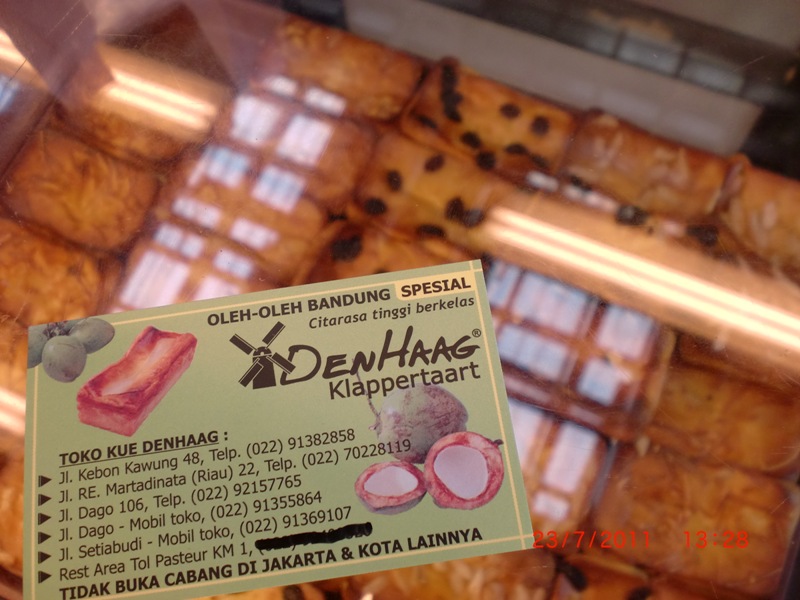 OLEH-OLEH BANDUNG SPESIAL
Citarasa tinggi berkelas
DENHAAG®
Klappertaart
TOKO KUE DENHAAG :
Jl. Kebon Kawung 48, Telp. (022) 91382858
Jl. RE. Martadinata (Riau) 22, Telp. (022) 70228119
Jl. Dago 106, Telp. (022) 92157765
Jl. Dago - Mobil toko, (022) 91355864
Jl. Setiabudi - Mobil toko, (022) 91369107
Rest Area Tol Pasteur KM 1,
TIDAK BUKA CABANG DI JAKARTA & KOTA LAINNYA
23/7/2011 13:28